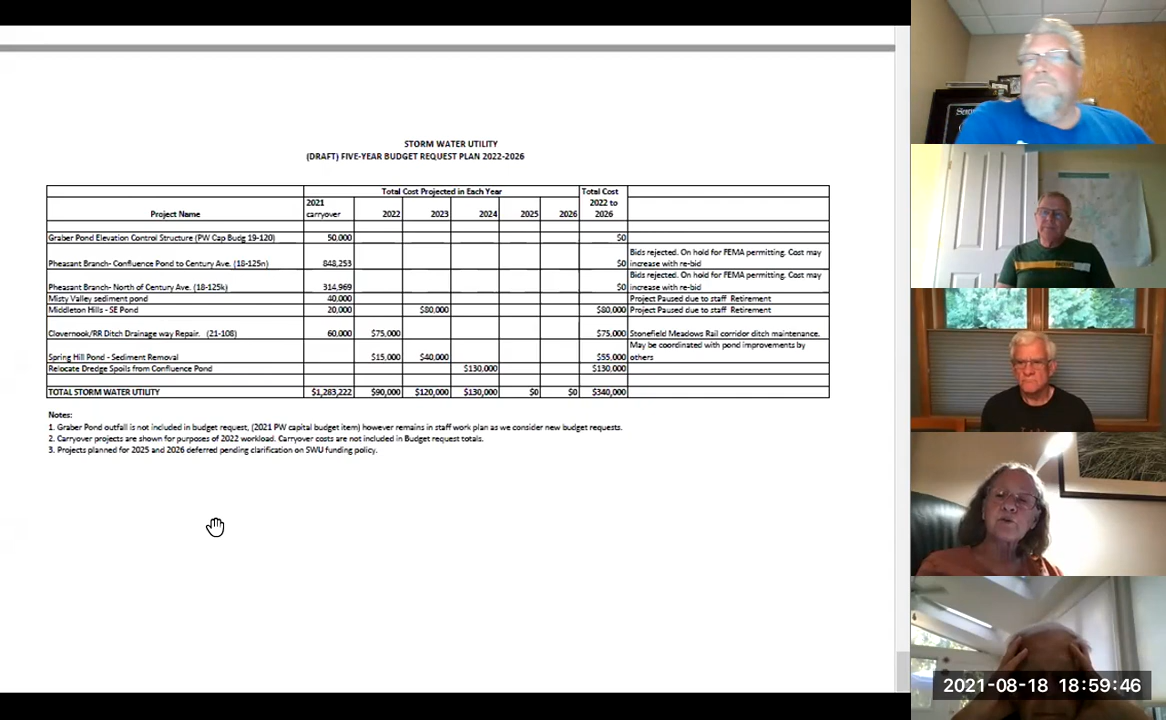 STORM WATER UTILITY
(DRAFT) FIVE-YEAR BUDGET REQUEST PLAN 2022-2026
Total Cost Projected in Each Year Total Cost
Project Name 2021 carryover 2022 2023 2024 2025 2026 2022 to 2026
Graber Pond Elevation Control Structure (PW Cap Budg 19-120) 50,000 $0
Pheasant Branch- Confluence Pond to Century Ave. (18-125n) 848,253 $0 Bids rejected. On hold for FEMA permitting. Cost may increase with re-bid
Pheasant Branch- North of Century Ave. (18-125k) 314,969 $0 Bids rejected. On hold for FEMA permitting. Cost may increase with re-bid
Misty Valley sediment pond 40,000 Project Paused due to staff Retirement
Middleton Hills - SE Pond 20,000 $80,000 $80,000 Project Paused due to staff Retirement
Clovernook/RR Ditch Drainage way Repair. (21-108) 60,000 $75,000 $75,000 Stonefield Meadows Rail corridor ditch maintenance.
Spring Hill Pond - Sediment Removal $15,000 $40,000 $55,000 May be coordinated with pond improvements by others
Relocate Dredge Spoils from Confluence Pond $130,000 $130,000
TOTAL STORM WATER UTILITY $1,283,222 $90,000 $120,000 $130,000 $0 $0 $340,000
Notes:
1. Graber Pond outfall is not included in budget request, (2021 PW capital budget item) however remains in staff work plan as we consider new budget requests.
2. Carryover projects are shown for purposes of 2022 workload. Carryover costs are not included in Budget request totals.
3. Projects planned for 2025 and 2026 deferred pending clarification on SWU funding policy.
2021-08-18 18:59:46